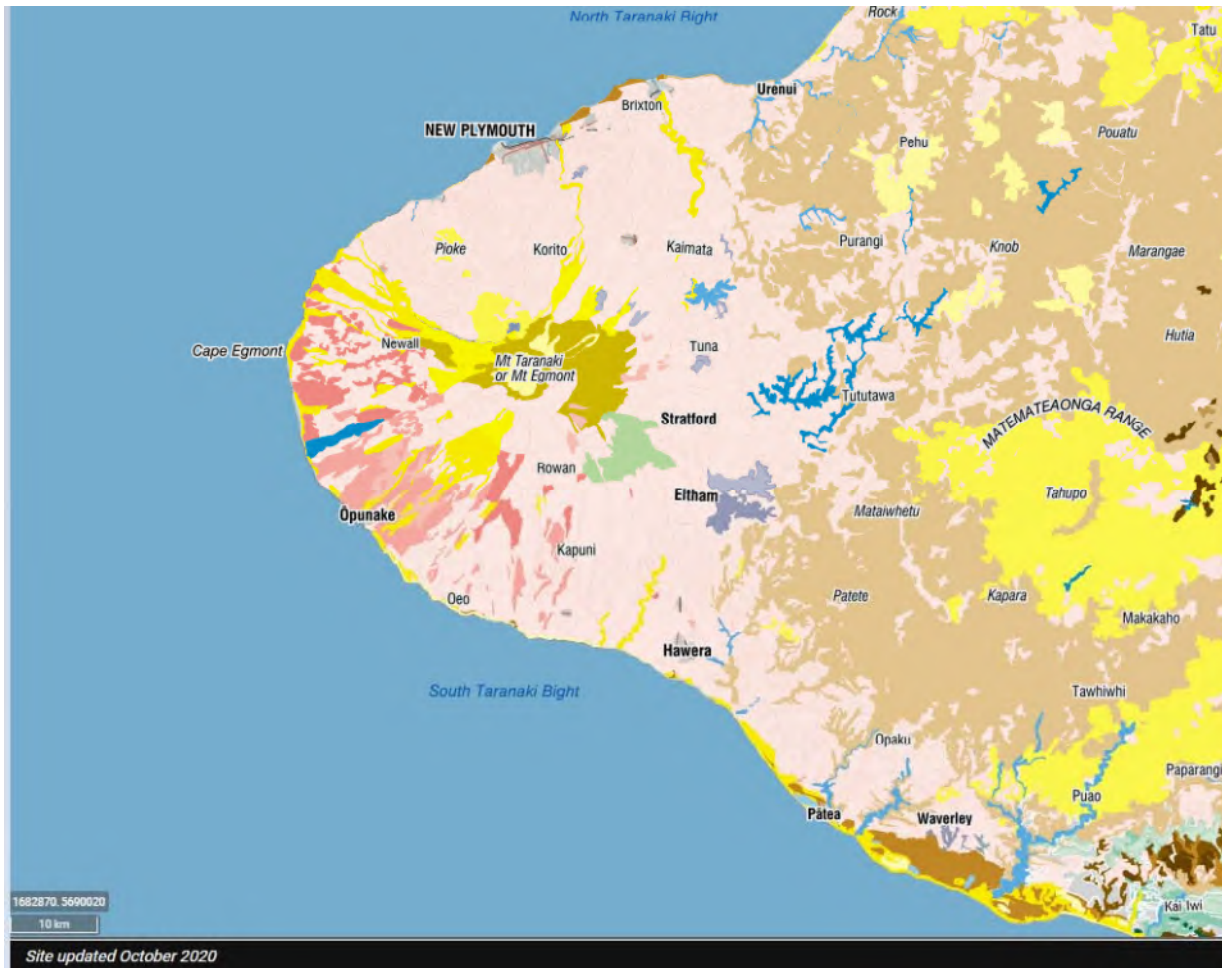 North Taranaki Bight
Rock
Tatu
Brixton
Urenui
NEW PLYMOUTH
Pehu
Pouatu
Pioke
Korito
Kaimata
Purangi
Knob
Marangae
Cape Egmont
Newall
Mt Taranaki
or Mt Egmont
Tuna
Hutia
Tututawa
Stratford
MATEMATEAONGA RANGE
Rowan
Eltham
Tahupo
Ōpunake
Mataiwhetu
Kapuni
Oeo
Patete
Kapara
Makakaho
Hawera
South Taranaki Bight
Tawhiwhi
Opaku
Paparangi
Pātea
Waverley
Puao
Kai Iwi
1682870. 5690020
10 km
Site updated October 2020